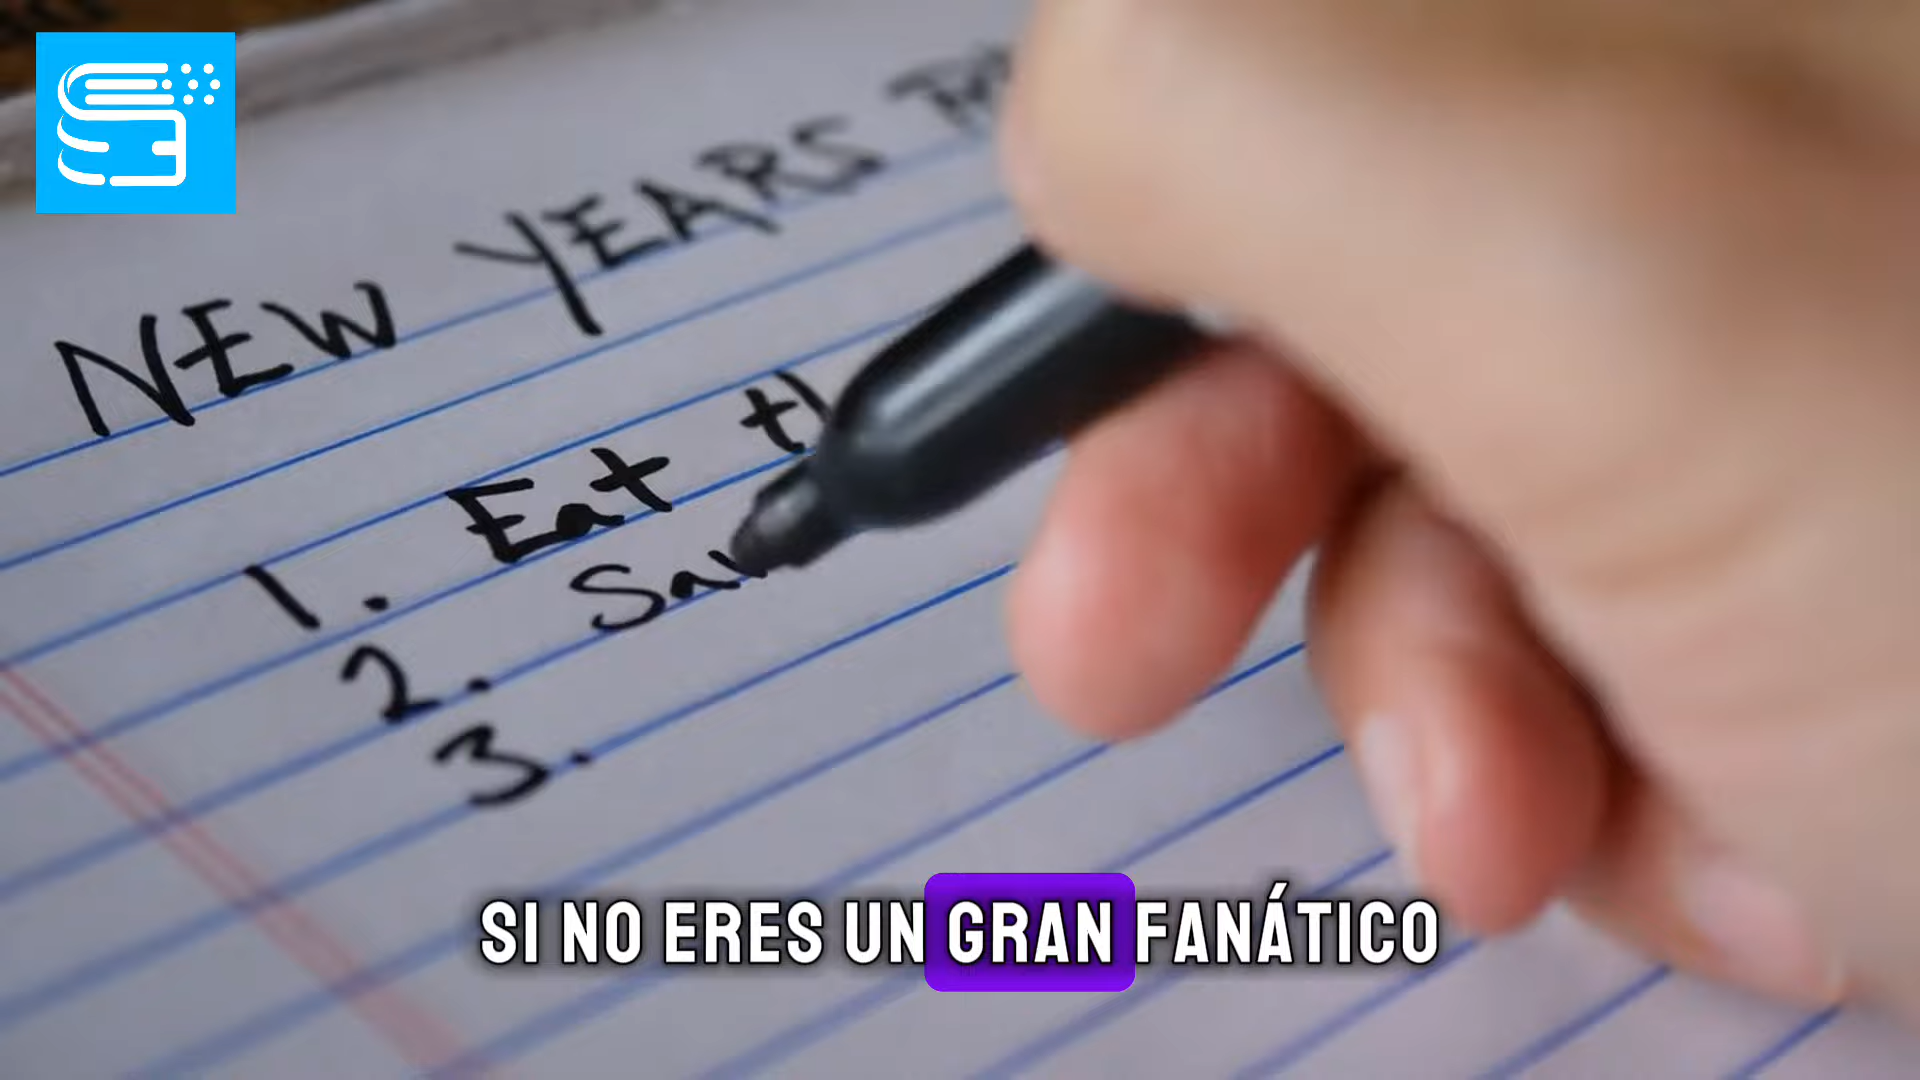 NEW YEARS
1. Eat
2.
3.
SI NO ERES UN GRAN FANÁTICO